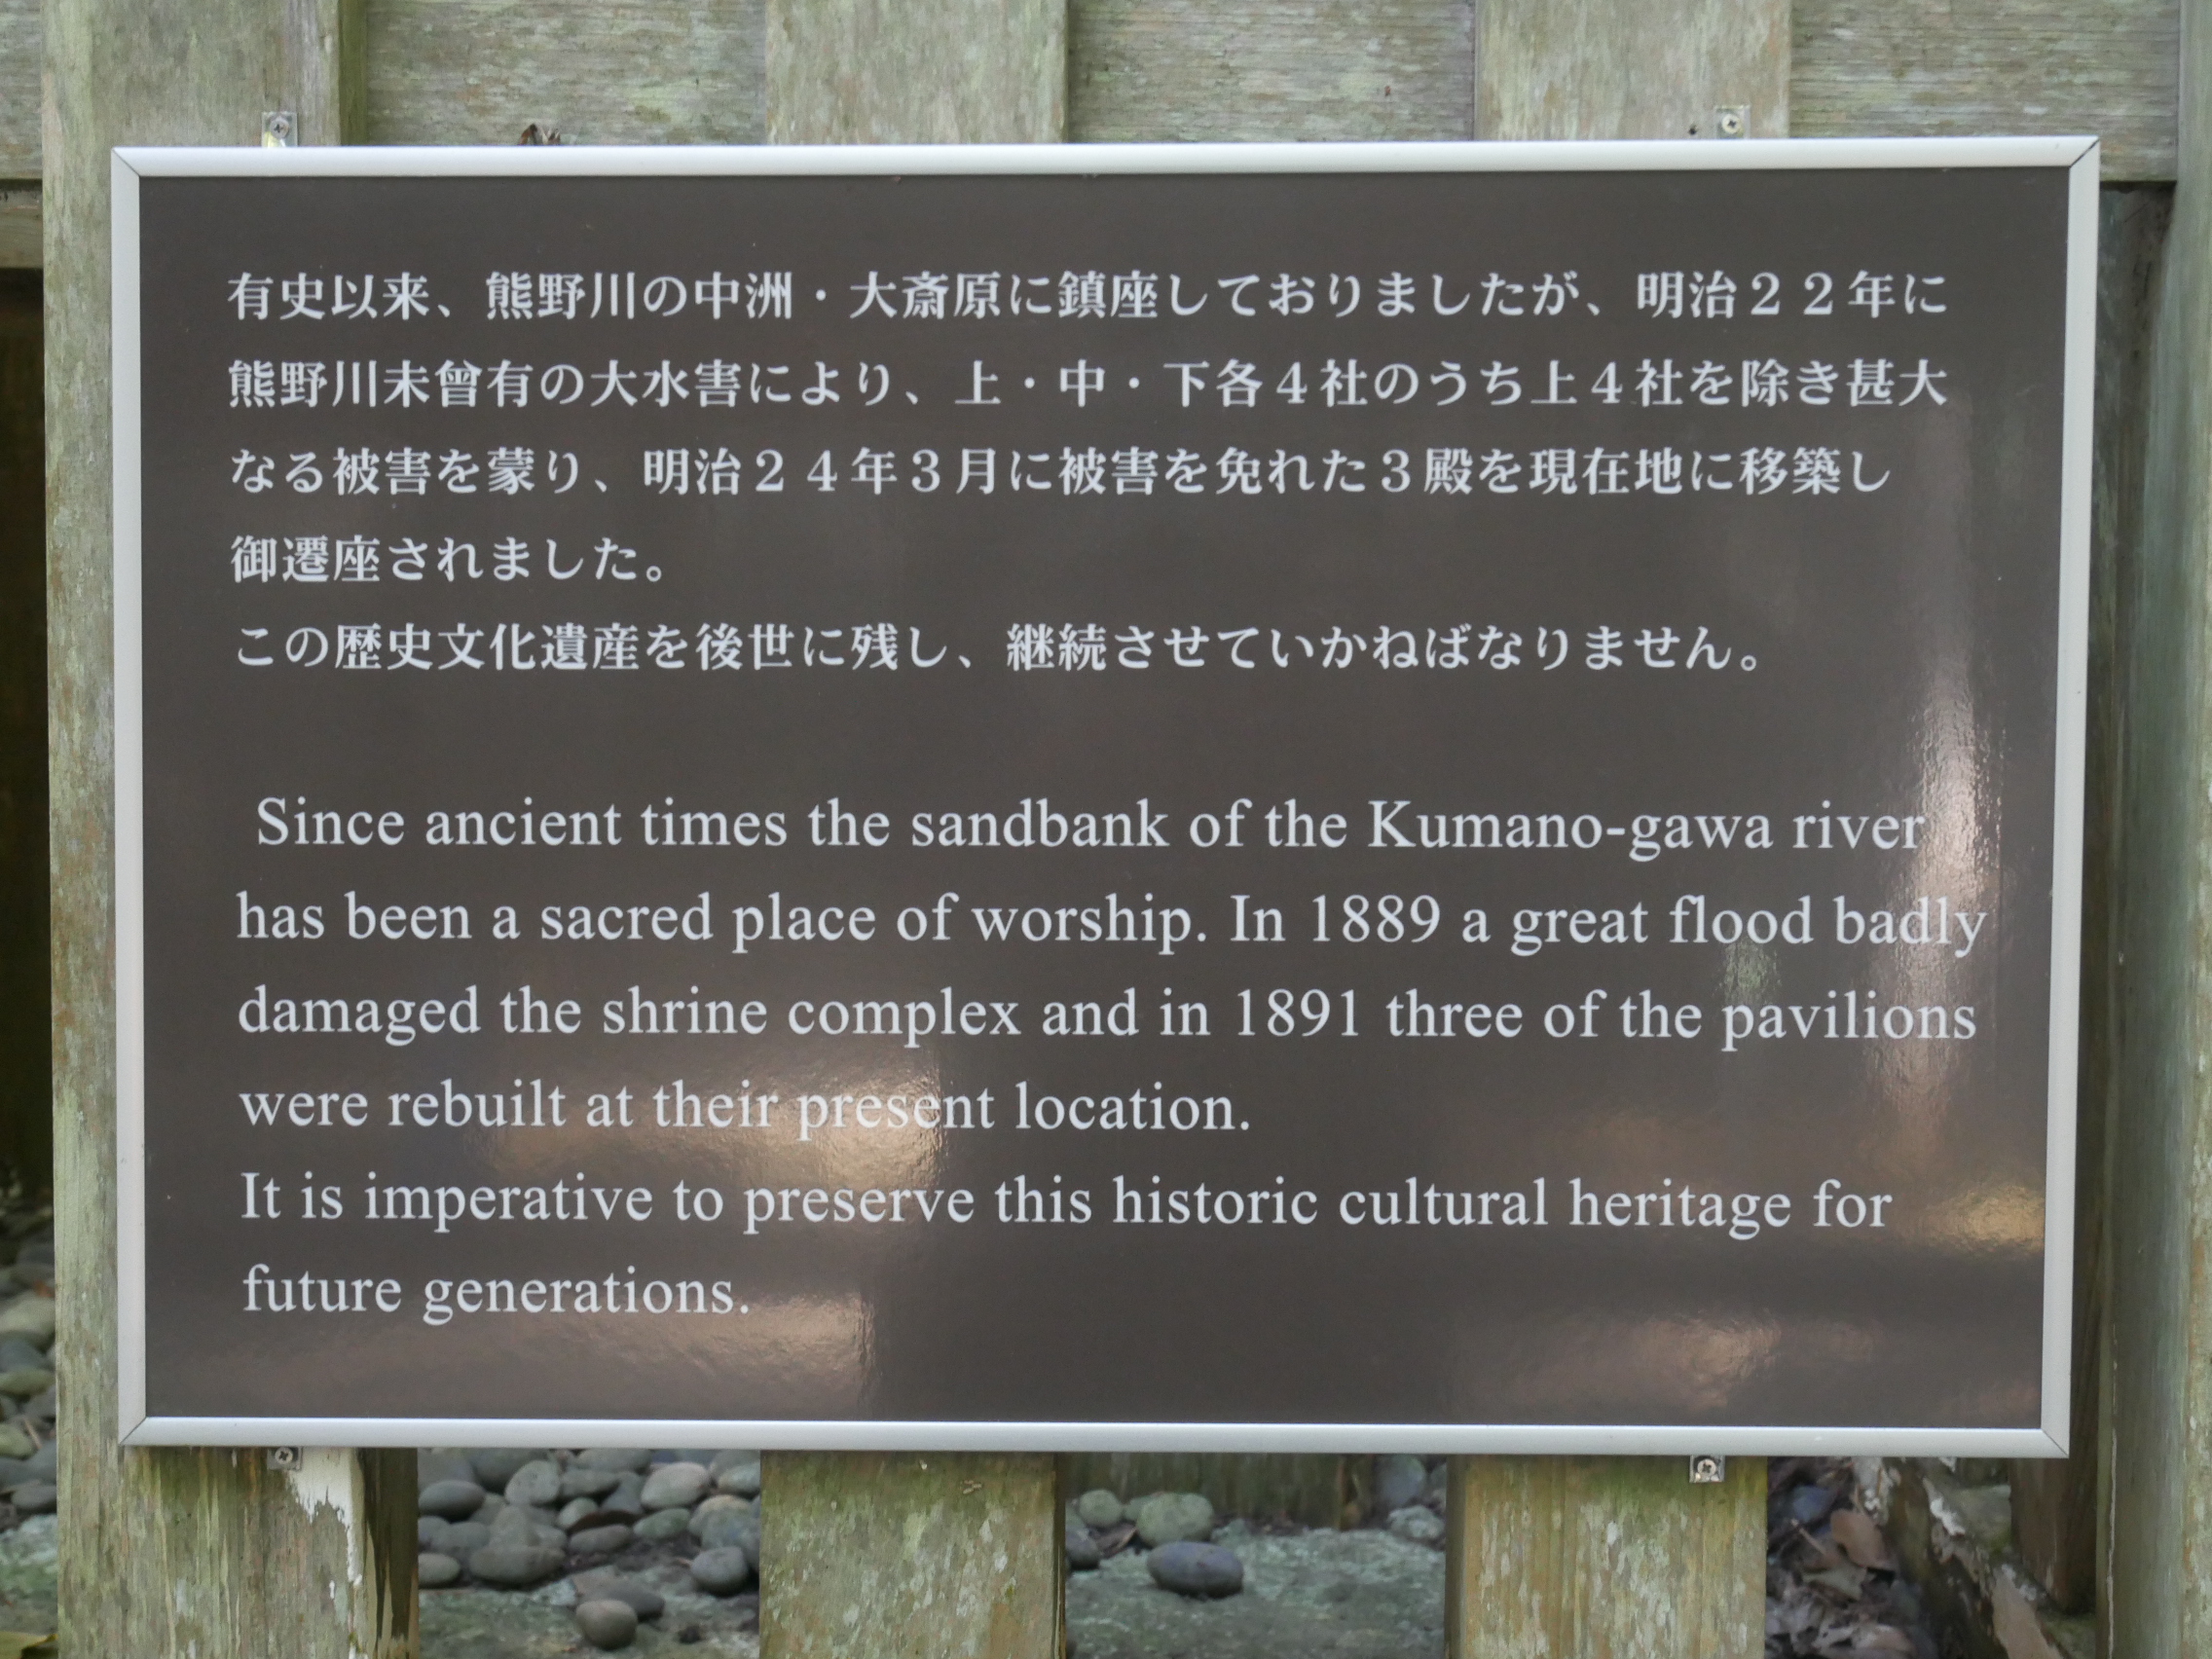 有史以来、熊野川の中洲・大斎原に鎮座しておりましたが、明治２２年に
熊野川未曾有の大水害により、上・中・下各４社のうち上４社を除き甚大
なる被害を蒙り、明治２４年３月に被害を免れた３殿を現在地に移築し
御遷座されました。
この歴史文化遺産を後世に残し、継続させていかねばなりません。
Since ancient times the sandbank of the Kumano-gawa river
has been a sacred place of worship. In 1889 a great flood badly
damaged the shrine complex and in 1891 three of the pavilions
were rebuilt at their present location.
It is imperative to preserve this historic cultural heritage for
future generations.